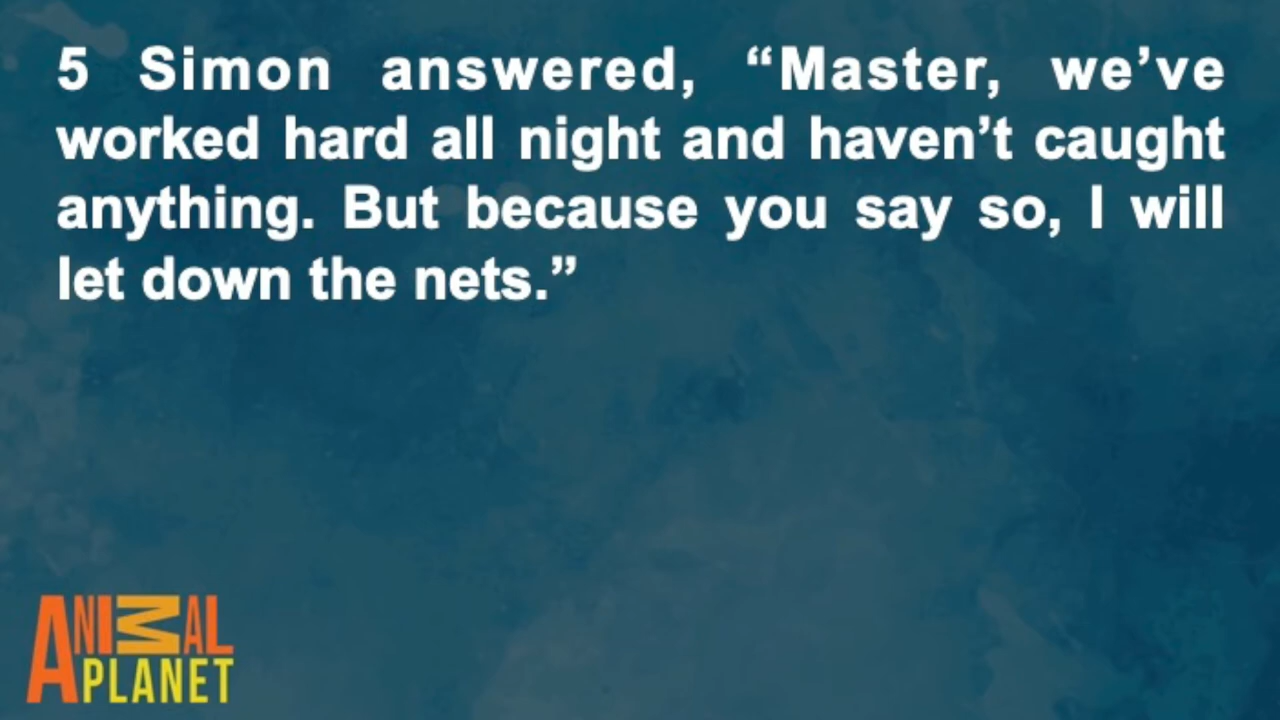 5 Simon answered, “Master, we’ve
worked hard all night and haven’t caught
anything. But because you say so, I will
let down the nets.”
ANIMAL
PLANET